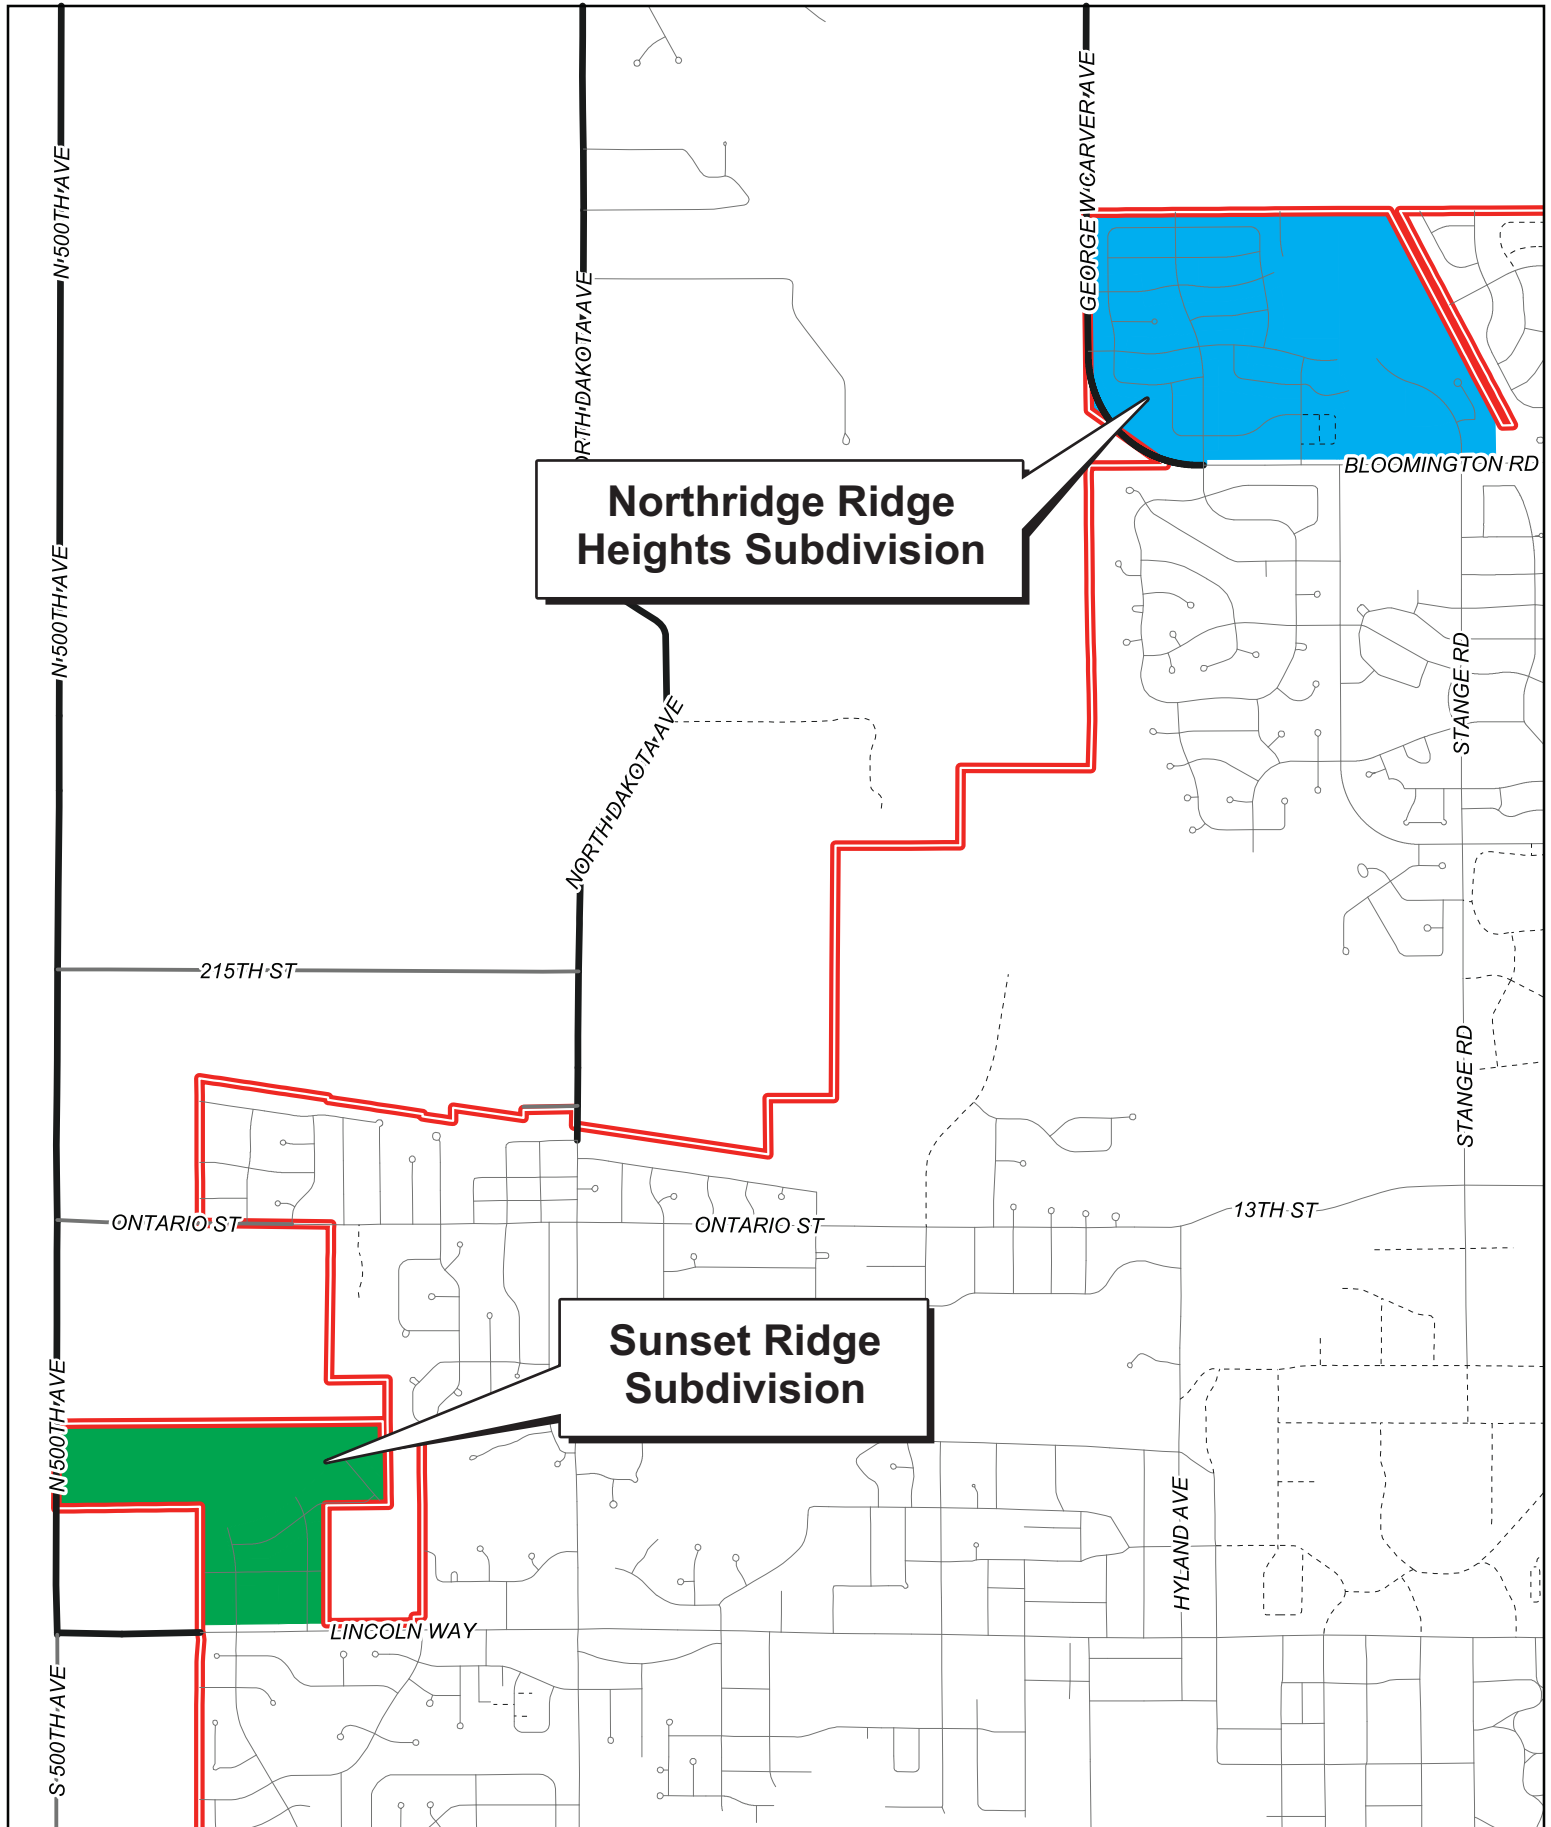 N 500TH AVE
GEORGE W CARVER AVE
NORTH DAKOTA AVE
BLOOMINGTON RD
Northridge Ridge
Heights Subdivision
N 500TH AVE
STANGE RD
NORTH DAKOTA AVE
215TH ST
STANGE RD
ONTARIO ST
ONTARIO ST
13TH ST
Sunset Ridge
Subdivision
N 500TH AVE
HYLAND AVE
LINCOLN WAY
S 500TH AVE